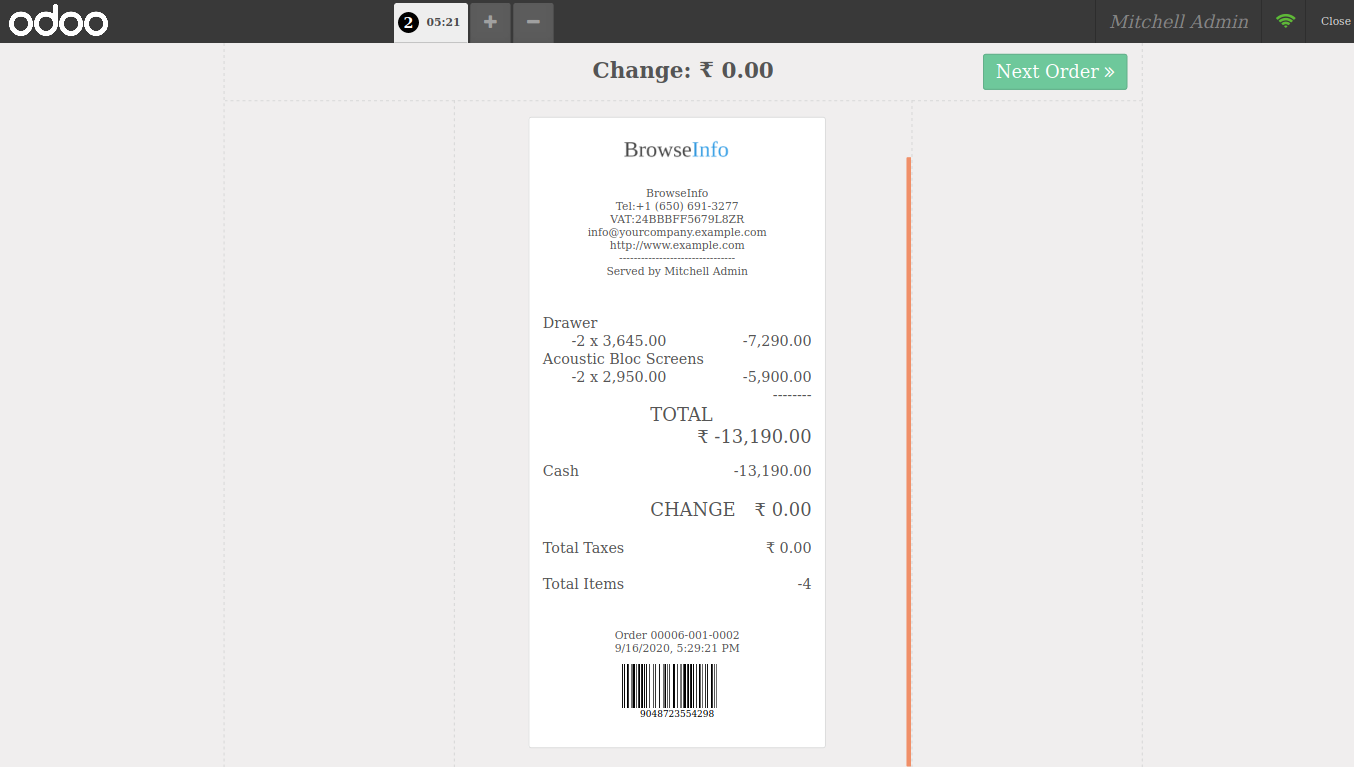 odoo 2 05:21 + − Mitchell Admin Close
Change: ₹ 0.00 Next Order »
BrowseInfo
BrowseInfo
Tel:+1 (650) 691-3277
VAT:24BBBFF5679L8ZR
info@yourcompany.example.com
http://www.example.com
--------------------------------
Served by Mitchell Admin
Drawer
-2 x 3,645.00 -7,290.00
Acoustic Bloc Screens
-2 x 2,950.00 -5,900.00
--------
TOTAL
₹ -13,190.00
Cash -13,190.00
CHANGE ₹ 0.00
Total Taxes ₹ 0.00
Total Items -4
Order 00006-001-0002
9/16/2020, 5:29:21 PM
9048723554298